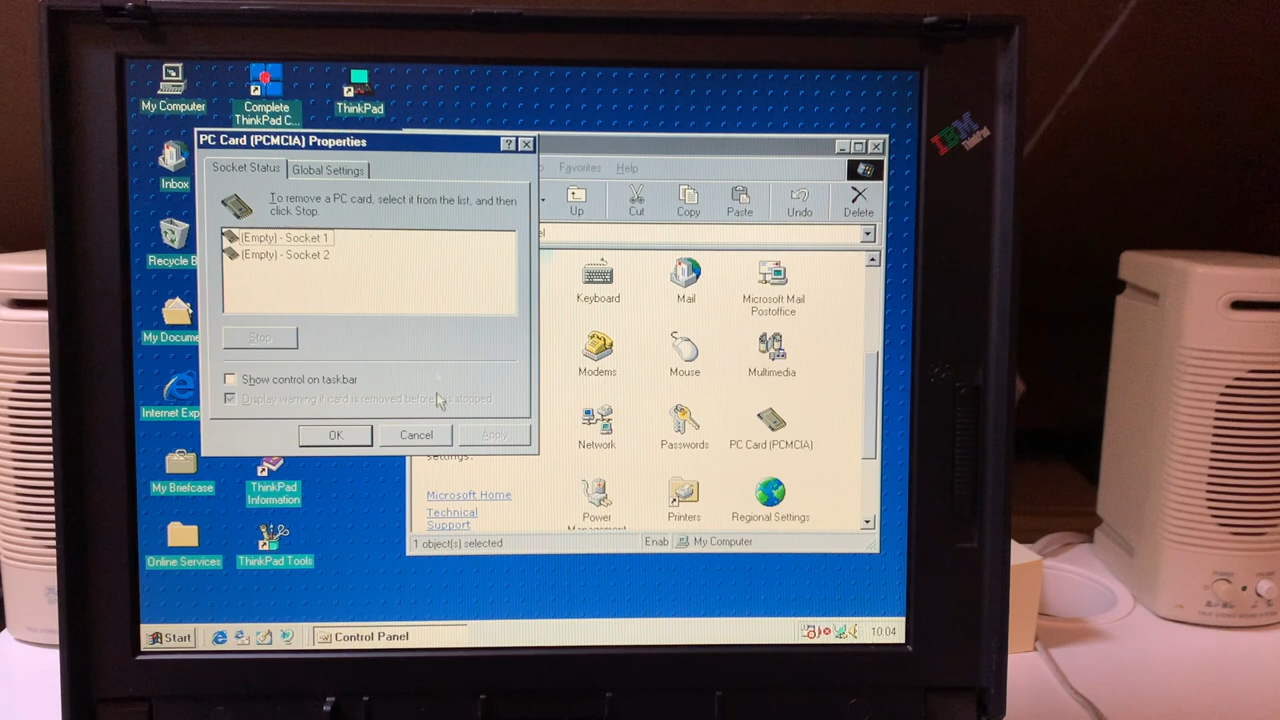 My Computer
Complete
ThinkPad C...
ThinkPad
IBM
ThinkPad
PC Card (PCMCIA) Properties
Socket Status
Global Settings
To remove a PC card, select it from the list, and then
click Stop.
(Empty) - Socket 1
(Empty) - Socket 2
Stop
Show control on taskbar
Display warning if card is removed before
is stopped
OK
Cancel
Apply
Favorites
Help
Up
Cut
Copy
Paste
Undo
Delete
el
Keyboard
Mail
Microsoft Mail
Postoffice
Modems
Mouse
Multimedia
Network
Passwords
PC Card (PCMCIA)
Power
Management
Printers
Regional Settings
settings:
Microsoft Home
Technical
Support
1 object(s) selected
Enab
My Computer
Inbox
Recycle B
My Docume
Internet Exp
My Briefcase
ThinkPad
Information
Online Services
ThinkPad Tools
Start
Control Panel
10:04